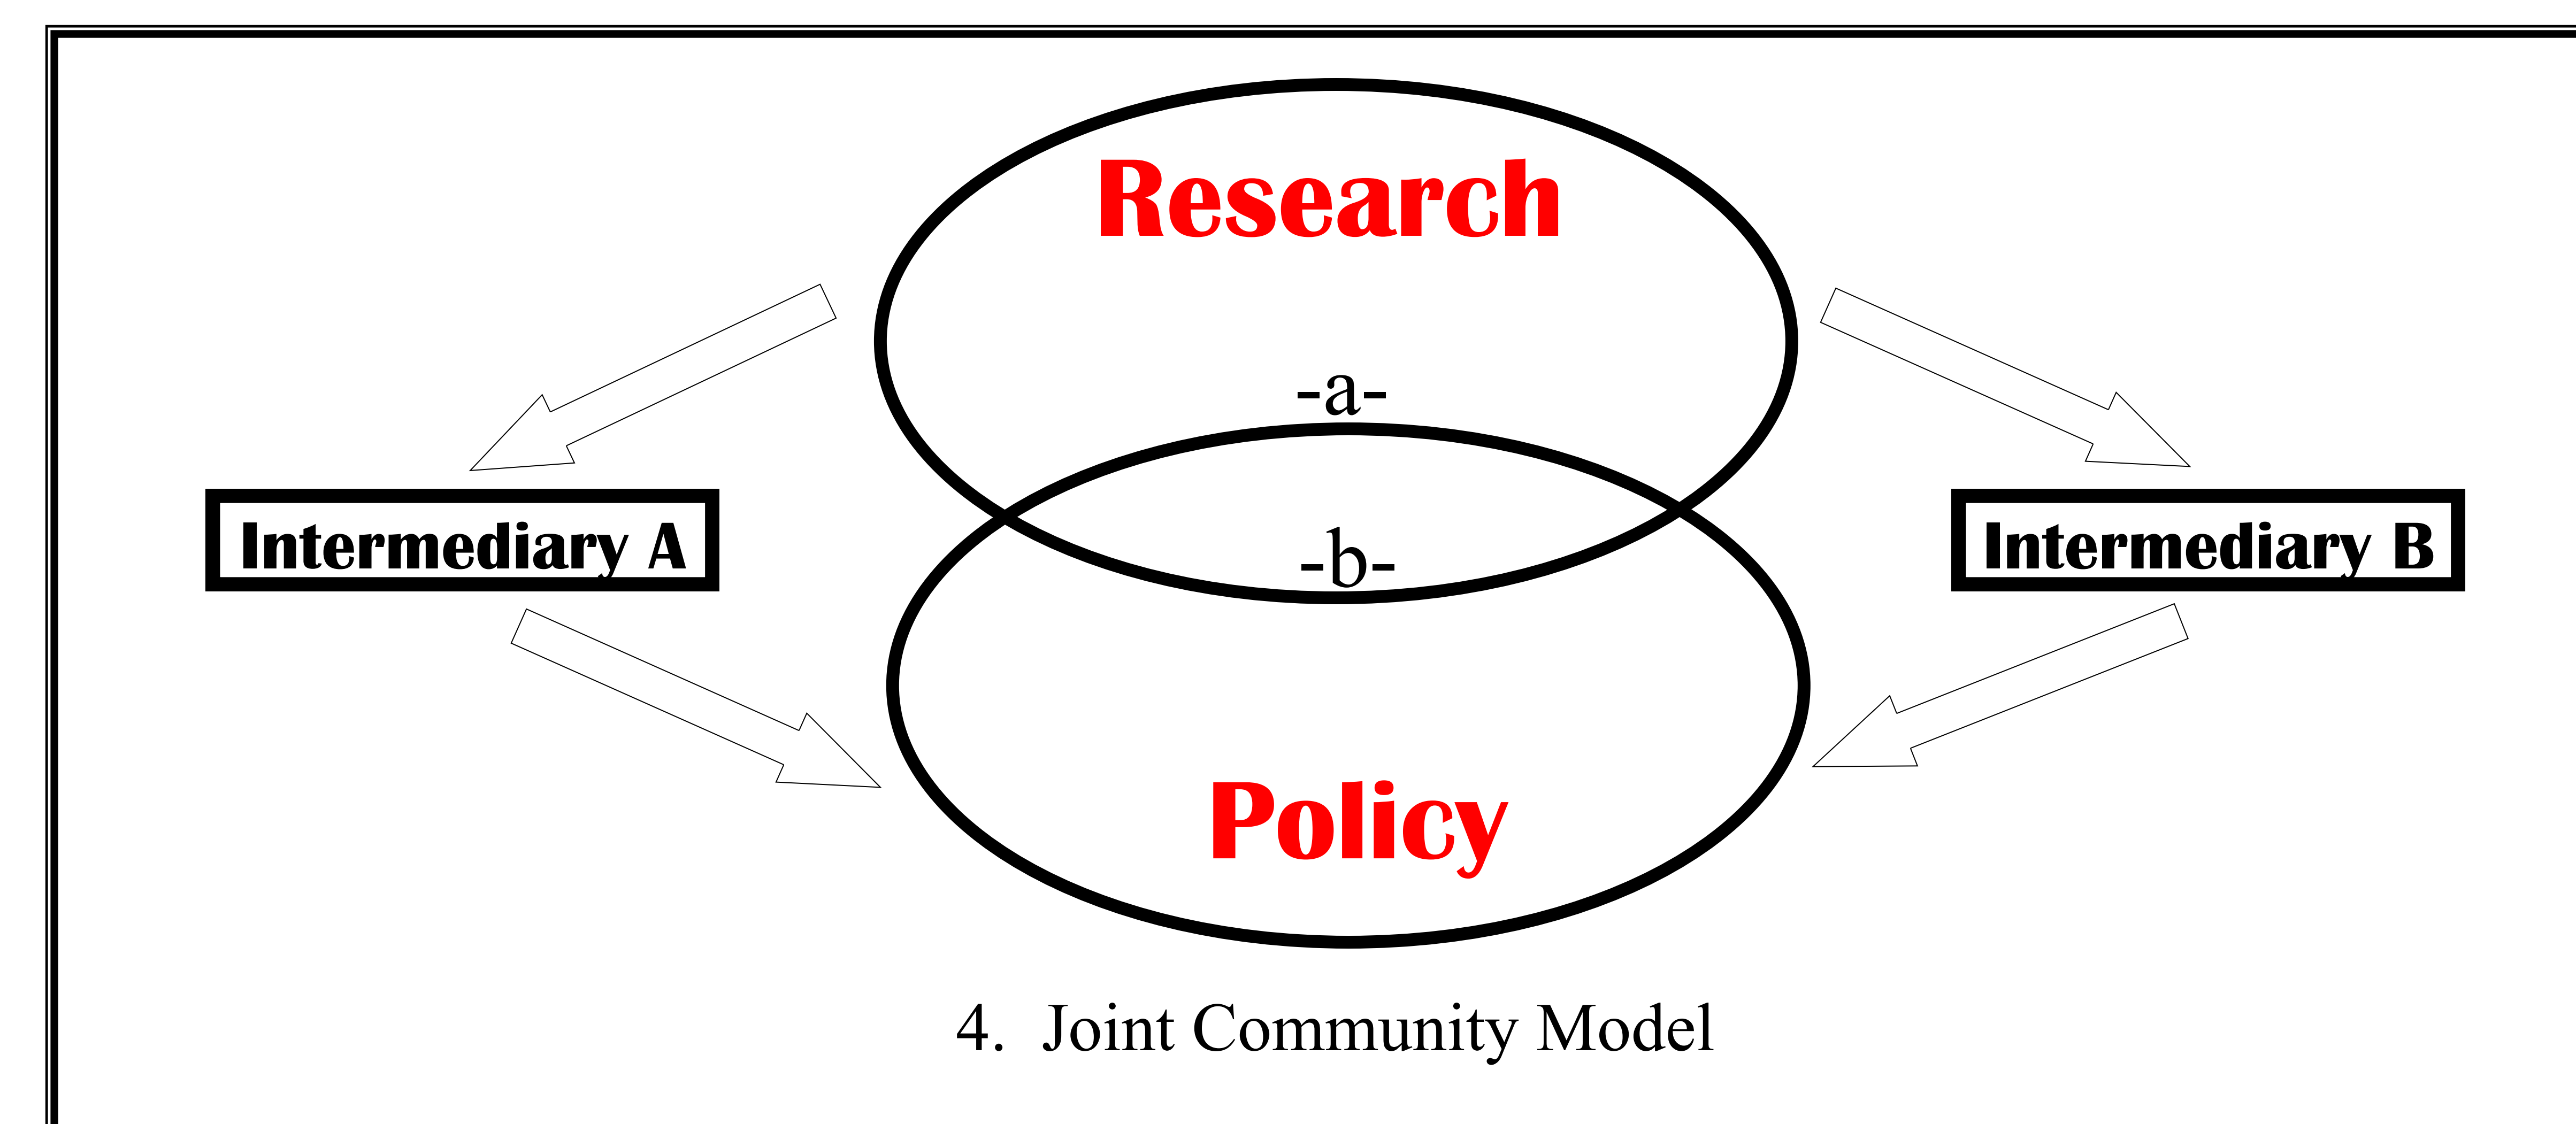 Research
-a-
Intermediary A
Intermediary B
-b-
Policy
4. Joint Community Model